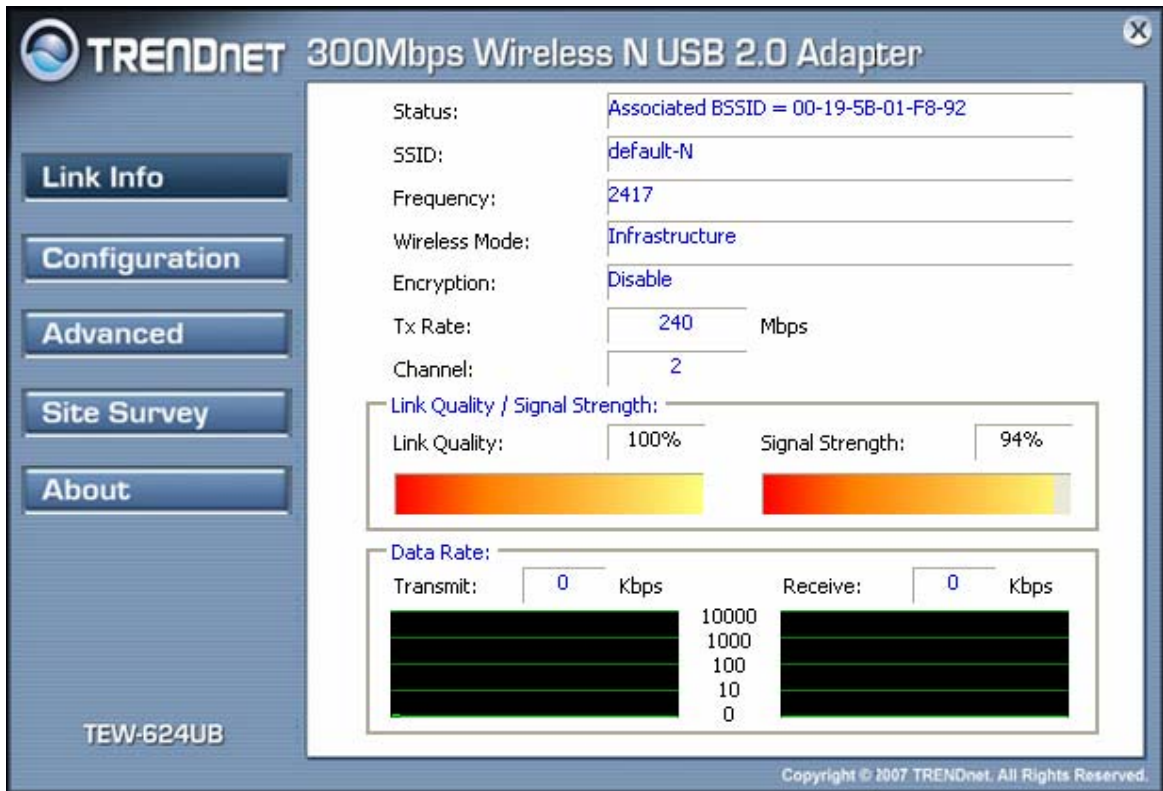 TRENDNET 300Mbps Wireless N USB 2.0 Adapter
X
Link Info
Configuration
Advanced
Site Survey
About
TEW-624UB
Status: Associated BSSID = 00-19-5B-01-F8-92
SSID: default-N
Frequency: 2417
Wireless Mode: Infrastructure
Encryption: Disable
Tx Rate: 240 Mbps
Channel: 2
Link Quality / Signal Strength:
Link Quality: 100% Signal Strength: 94%
Data Rate:
Transmit: 0 Kbps Receive: 0 Kbps
10000
1000
100
10
0
Copyright © 2007 TRENDnet. All Rights Reserved.